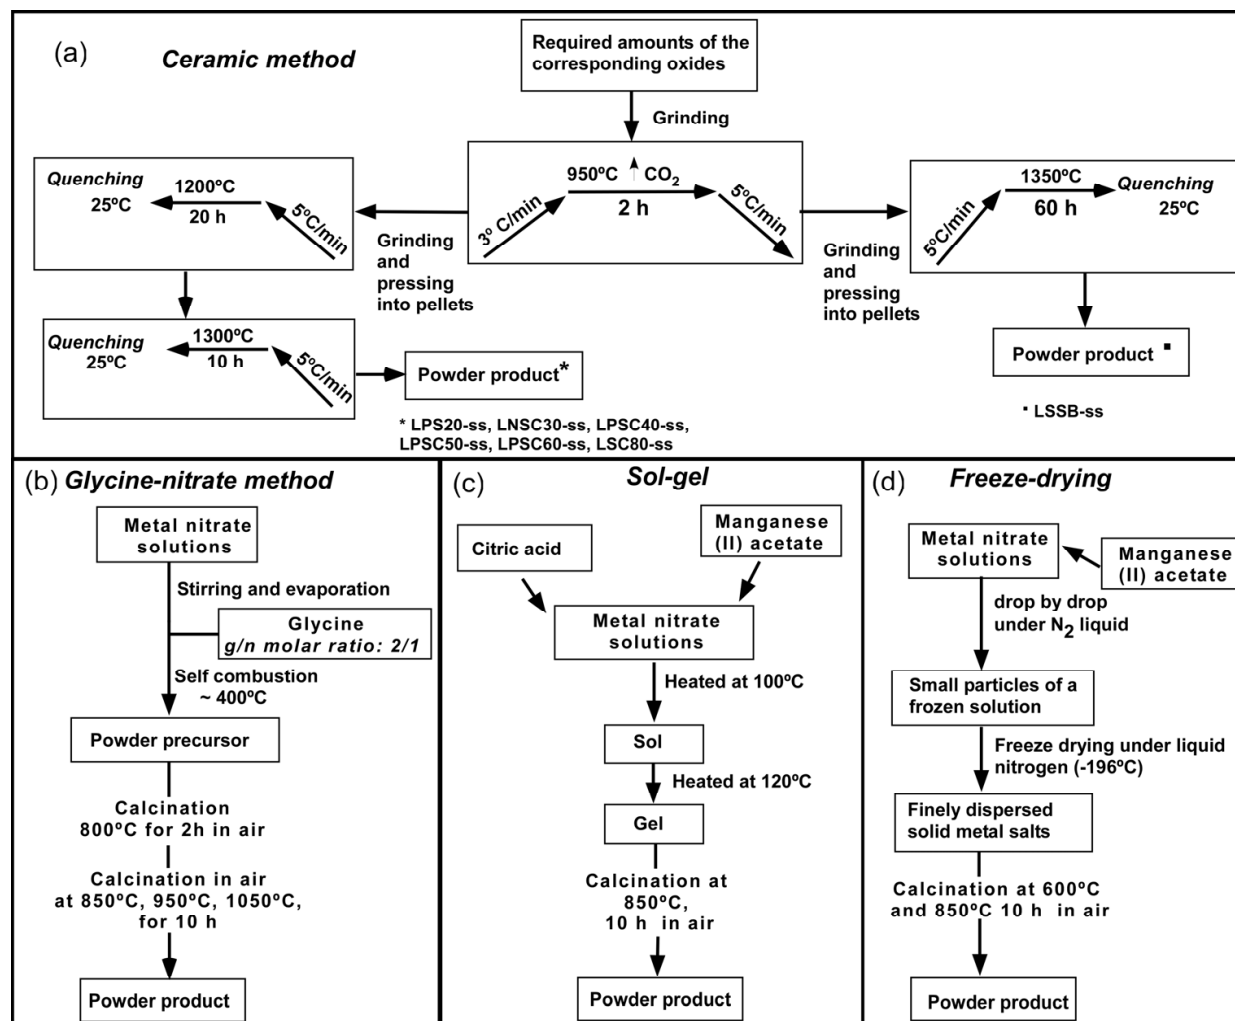 (a)
Ceramic method
Required amounts of the
corresponding oxides
Grinding
950ºC
CO2
2 h
3º C/min
5ºC/min
Grinding
and
pressing
into pellets
Quenching
25ºC
1200ºC
20 h
5ºC/min
Quenching
25ºC
1300ºC
10 h
5ºC/min
Powder product*
* LPS20-ss, LNSC30-ss, LPSC40-ss,
LPSC50-ss, LPSC60-ss, LSC80-ss
Grinding
and
pressing
into pellets
5ºC/min
1350ºC
60 h
Quenching
25ºC
Powder product ▪
▪ LSSB-ss
(b) Glycine-nitrate method
Metal nitrate
solutions
Stirring and evaporation
Glycine
g/n molar ratio: 2/1
Self combustion
~ 400ºC
Powder precursor
Calcination
800ºC for 2h in air
Calcination in air
at 850ºC, 950ºC, 1050ºC,
for 10 h
Powder product
(c)
Sol-gel
Citric acid
Manganese
(II) acetate
Metal nitrate
solutions
Heated at 100ºC
Sol
Heated at 120ºC
Gel
Calcination at
850ºC,
10 h in air
Powder product
(d)
Freeze-drying
Metal nitrate
solutions
Manganese
(II) acetate
drop by drop
under N2 liquid
Small particles of a
frozen solution
Freeze drying under liquid
nitrogen (-196ºC)
Finely dispersed
solid metal salts
Calcination at 600ºC
and 850ºC 10 h in air
Powder product